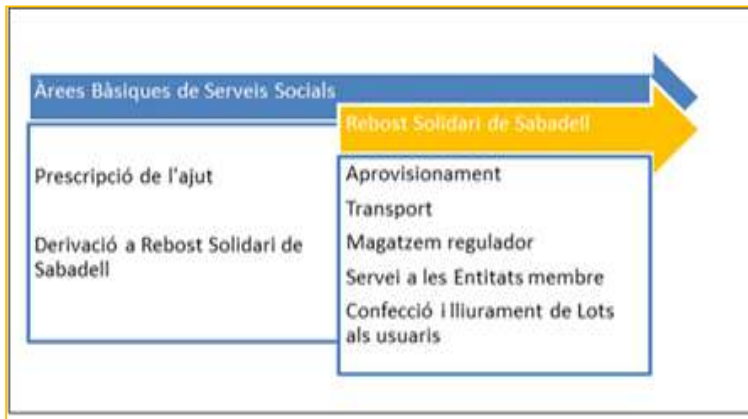 Àrees Bàsiques de Serveis Socials
Prescripció de l'ajut
Derivació a Rebost Solidari de
Sabadell
Rebost Solidari de Sabadell
Aprovisionament
Transport
Magatzem regulador
Servei a les Entitats membre
Confecció i lliurament de Lots
als usuaris